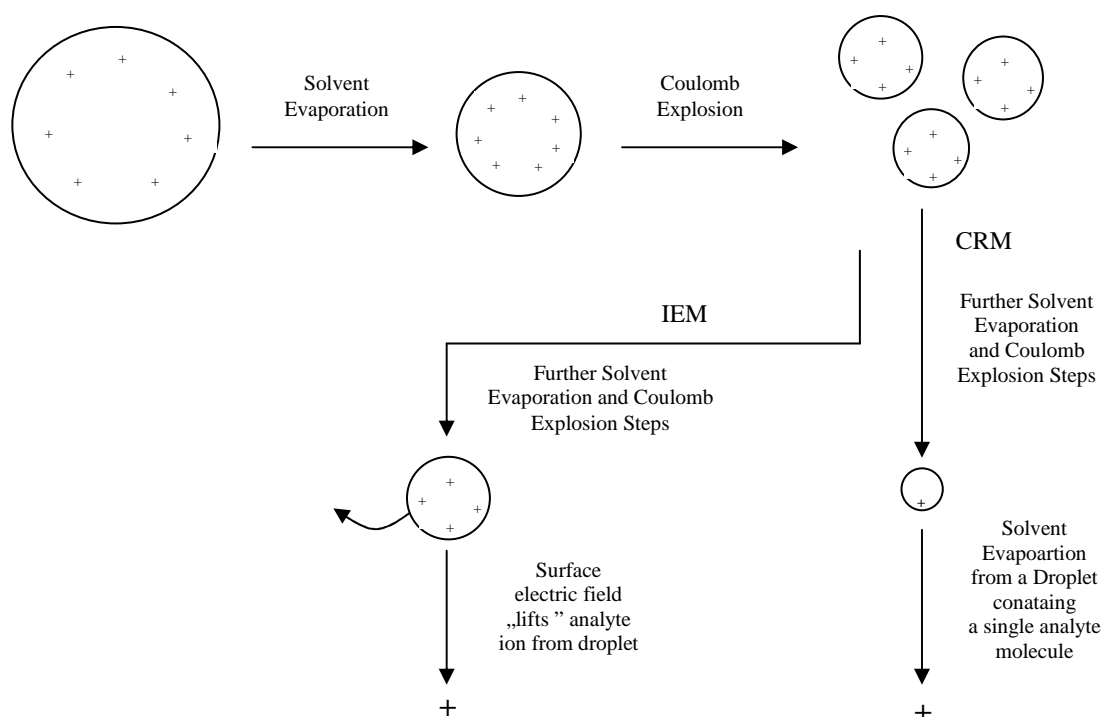 Solvent
Evaporation
Coulomb
Explosion
CRM
Further Solvent
Evaporation
and Coulomb
Explosion Steps
IEM
Further Solvent
Evaporation and Coulomb
Explosion Steps
Surface
electric field
„lifts ” analyte
ion from droplet
Solvent
Evapoartion
from a Droplet
conataing
a single analyte
molecule
+
+